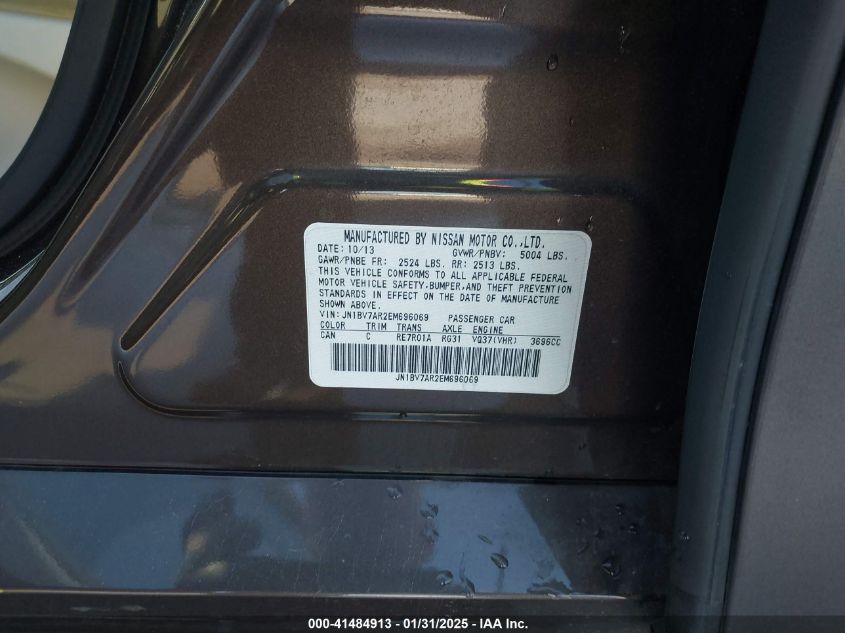 MANUFACTURED BY NISSAN MOTOR CO.,LTD.
DATE: 10/13 GVWR/PNBV: 5004 LBS.
GAWR/PNBE FR: 2524 LBS. RR: 2513 LBS.
THIS VEHICLE CONFORMS TO ALL APPLICABLE FEDERAL
MOTOR VEHICLE SAFETY,BUMPER,AND THEFT PREVENTION
STANDARDS IN EFFECT ON THE DATE OF MANUFACTURE
SHOWN ABOVE.
VIN: JN1BV7AR2EM696069 PASSENGER CAR
COLOR TRIM TRANS AXLE ENGINE
CAN C RE7R01A RG31 VQ37(VHR) 3696CC
JN1BV7AR2EM696069
000-41484913 - 01/31/2025 - IAA Inc.